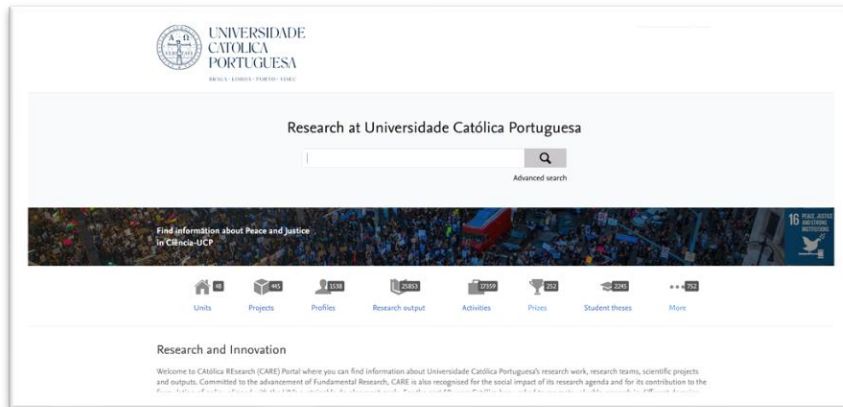 UNIVERSIDADE
CATOLICA
PORTUGUESA
BRAGA · LISBOA · PORTO · VISEU
Research at Universidade Católica Portuguesa
Advanced search
Find information about Peace and Justice
in Ciência-UCP
16 PEACE, JUSTICE
AND STRONG
INSTITUTIONS
48 445 1538 25853 17359 252 2245 752
Units Projects Profiles Research output Activities Prizes Student theses More
Research and Innovation
Welcome to CAtólica REsearch (CARE) Portal where you can find information about Universidade Católica Portuguesa's research work, research teams, scientific projects
and outputs. Committed to the advancement of Fundamental Research, CARE is also recognised for the social impact of its research agenda and for its contribution to the